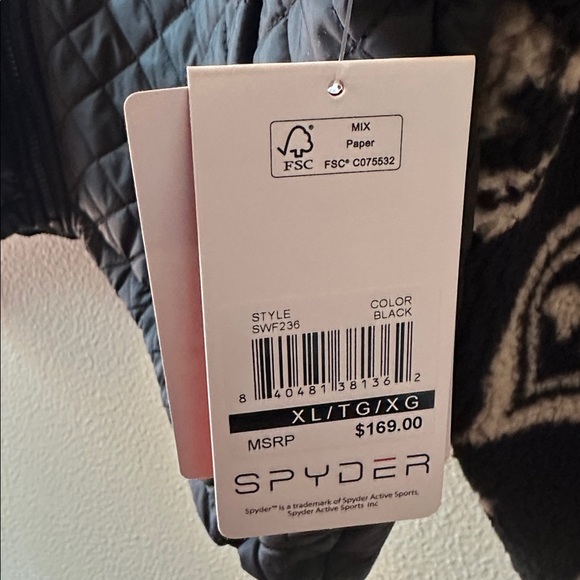 MIX
Paper
FSC
FSC® C075532
STYLE
SWF236
COLOR
BLACK
8 40481 38136 2
XL/TG/XG
MSRP $169.00
SPYDER
Spyder™ is a trademark of Spyder Active Sports,
Spyder Active Sports Inc